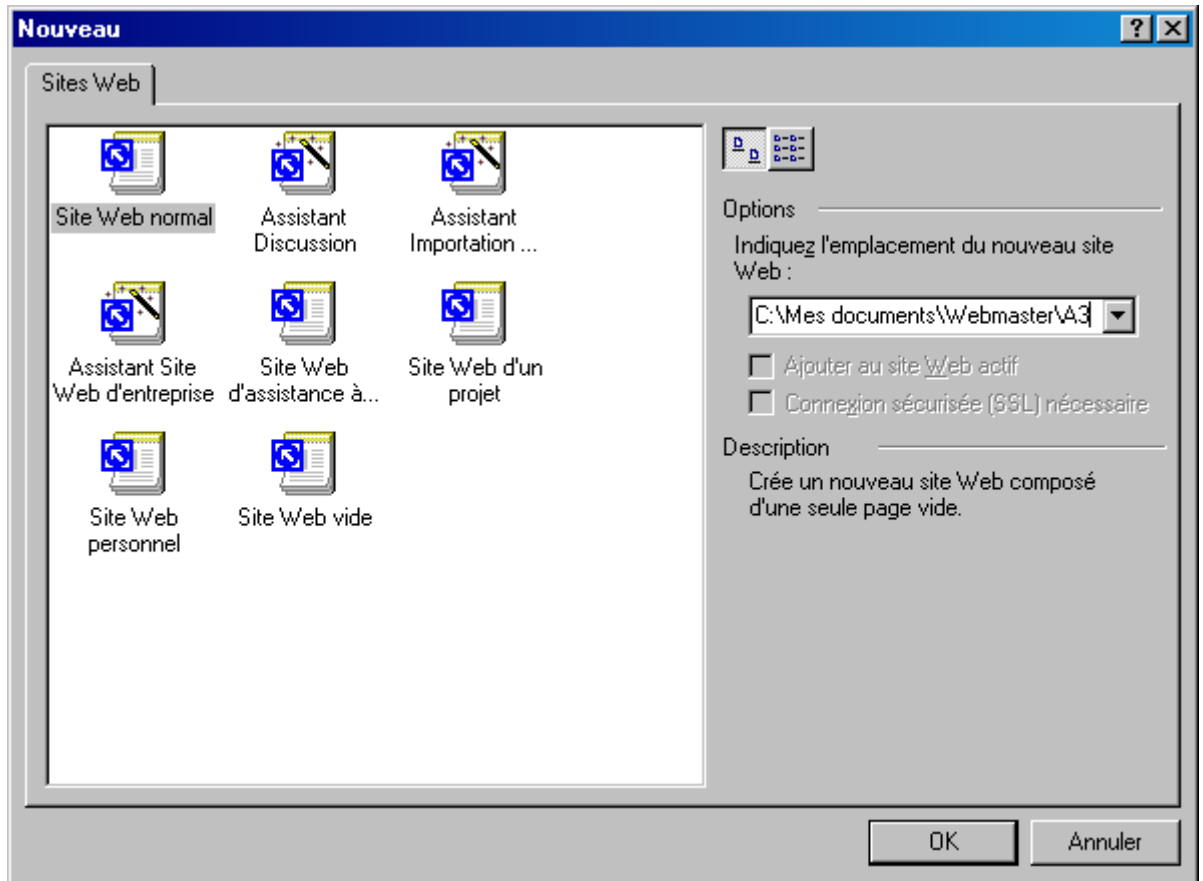 Nouveau
Sites Web
Site Web normal
Assistant
Discussion
Assistant
Importation ...
Assistant Site
Web d'entreprise
Site Web
d'assistance à...
Site Web d'un
projet
Site Web
personnel
Site Web vide
Options
Indiquez l'emplacement du nouveau site
Web :
C:\Mes documents\Webmaster\A3
Ajouter au site Web actif
Connexion sécurisée (SSL) nécessaire
Description
Crée un nouveau site Web composé
d'une seule page vide.
OK
Annuler